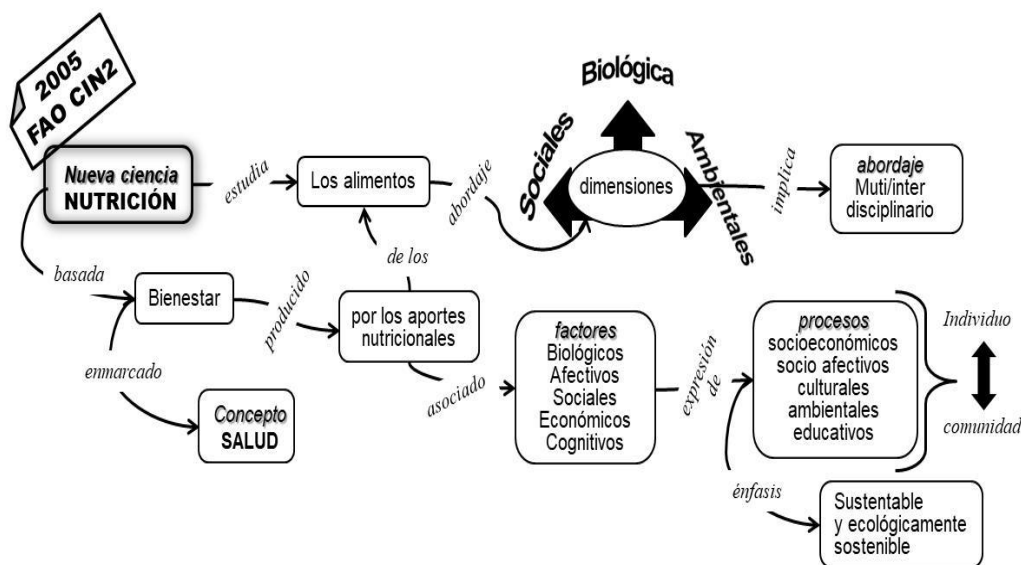 2005
FAO CIN2
Nueva ciencia
NUTRICIÓN
estudia
Los alimentos
abordaje
Sociales
Biológica
Ambientales
dimensiones
implica
abordaje
Muti/inter
disciplinario
basada
Bienestar
producido
de los
por los aportes
nutricionales
enmarcado
Concepto
SALUD
asociado
factores
Biológicos
Afectivos
Sociales
Económicos
Cognitivos
expresión
de
procesos
socioeconómicos
socio afectivos
culturales
ambientales
educativos
Individuo
comunidad
énfasis
Sustentable
y ecológicamente
sostenible